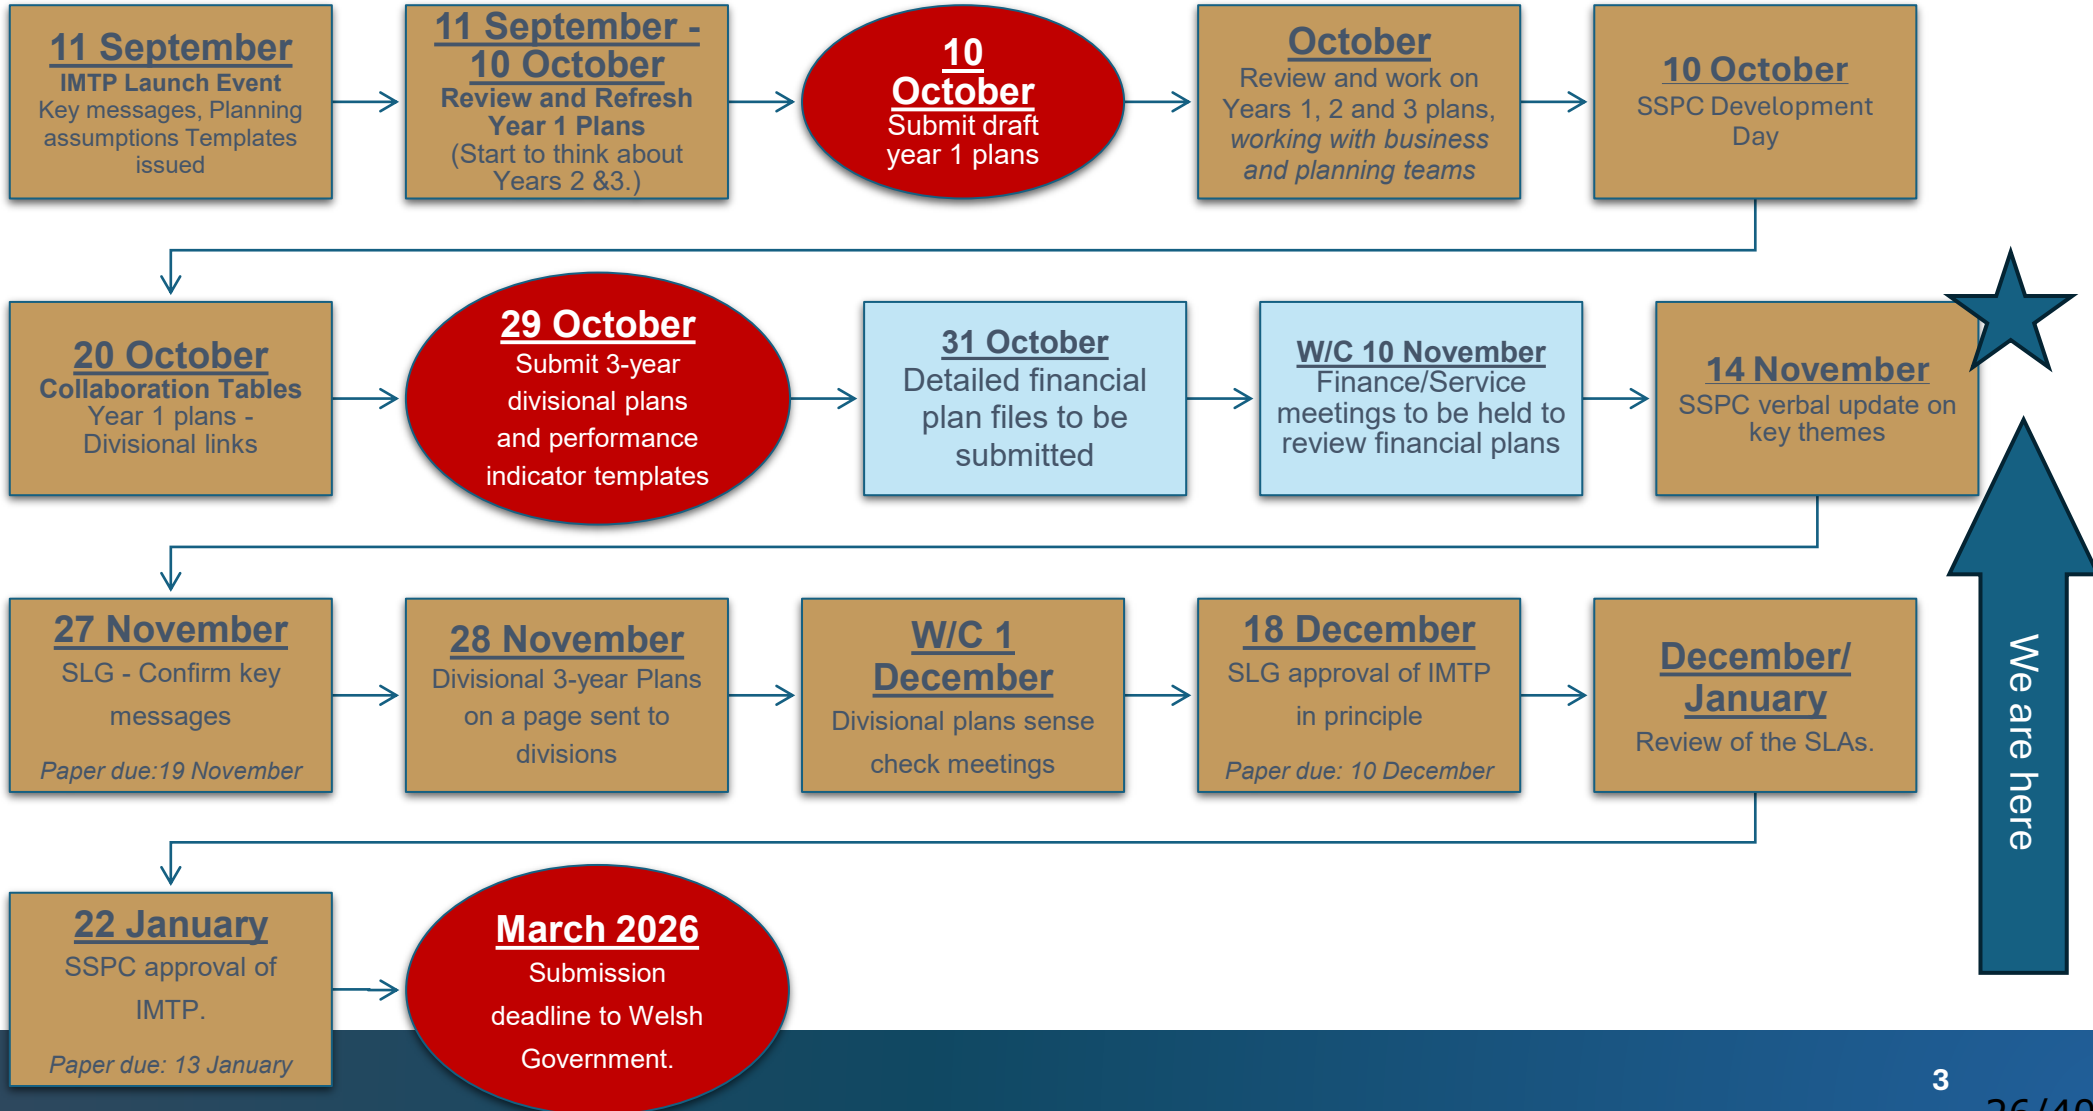 11 September
IMTP Launch Event
Key messages, Planning
assumptions Templates
issued
11 September -
10 October
Review and Refresh
Year 1 Plans
(Start to think about
Years 2 &3.)
10
October
Submit draft
year 1 plans
October
Review and work on
Years 1, 2 and 3 plans,
working with business
and planning teams
10 October
SSPC Development
Day
20 October
Collaboration Tables
Year 1 plans -
Divisional links
29 October
Submit 3-year
divisional plans
and performance
indicator templates
31 October
Detailed financial
plan files to be
submitted
W/C 10 November
Finance/Service
meetings to be held to
review financial plans
14 November
SSPC verbal update on
key themes
27 November
SLG - Confirm key
messages
Paper due:19 November
28 November
Divisional 3-year Plans
on a page sent to
divisions
W/C 1
December
Divisional plans sense
check meetings
18 December
SLG approval of IMTP
in principle
Paper due: 10 December
December/
January
Review of the SLAs.
We are here
22 January
SSPC approval of
IMTP.
Paper due: 13 January
March 2026
Submission
deadline to Welsh
Government.
3